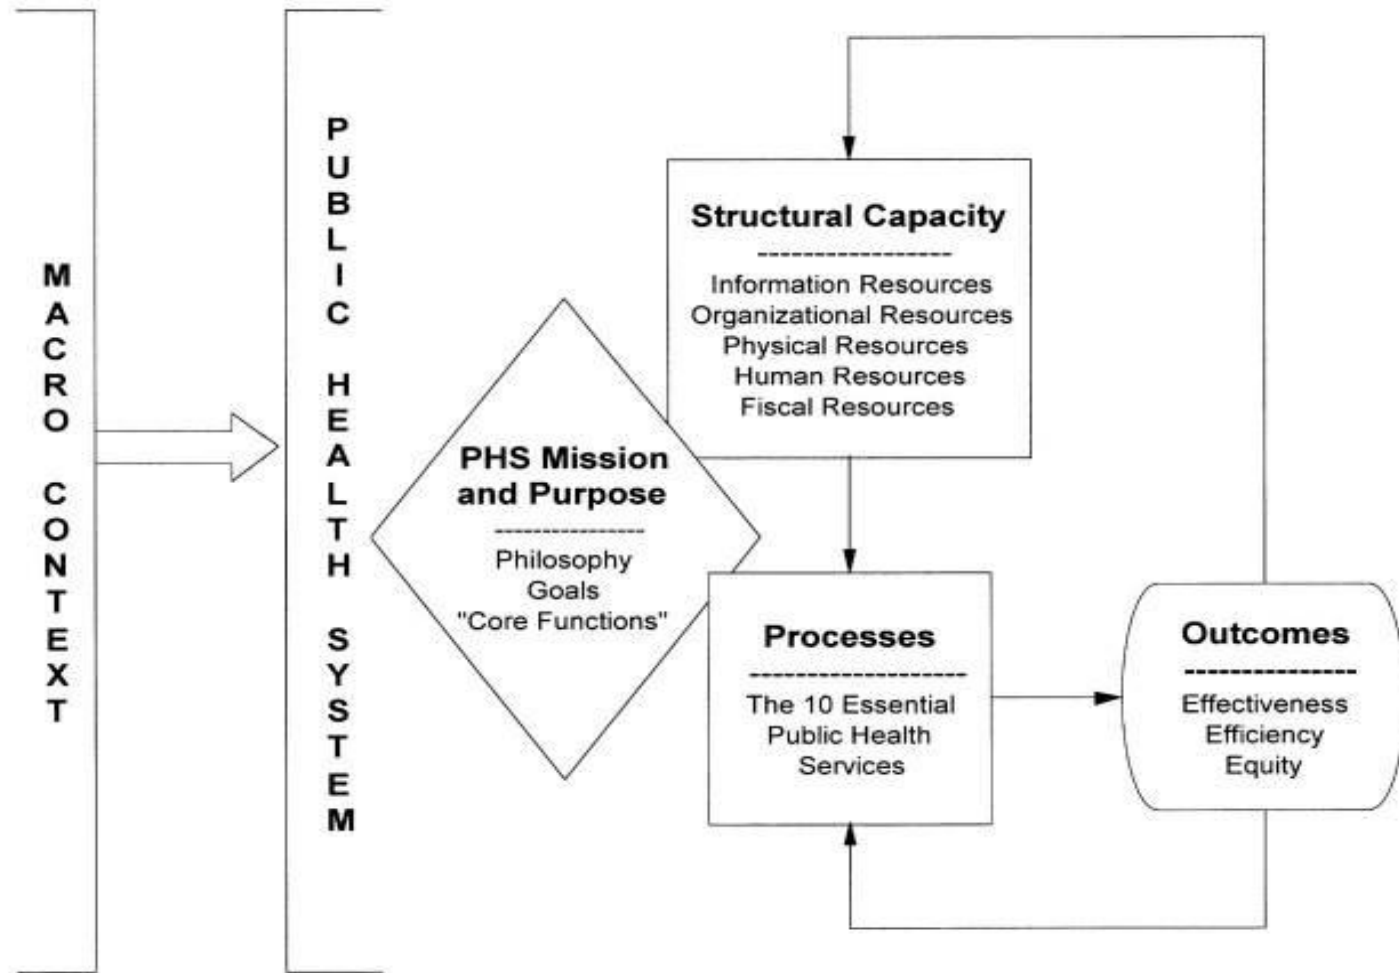 MACRO CONTEXT
PUBLIC HEALTH SYSTEM
Structural Capacity
------------------
Information Resources
Organizational Resources
Physical Resources
Human Resources
Fiscal Resources
PHS Mission
and Purpose
----------------
Philosophy
Goals
"Core Functions"
Processes
-------------------
The 10 Essential
Public Health
Services
Outcomes
---------------
Effectiveness
Efficiency
Equity